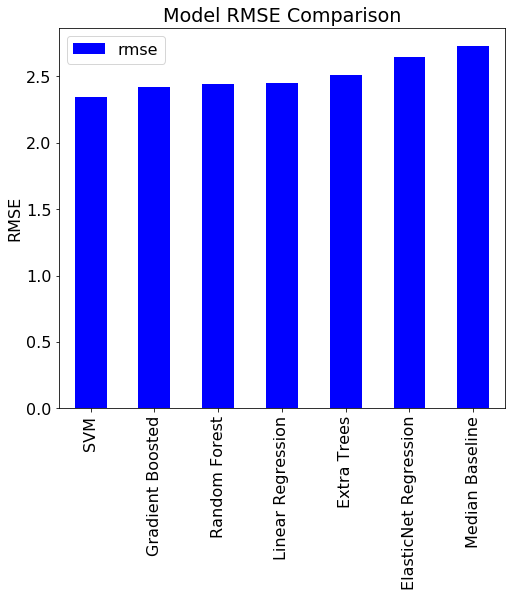 Model RMSE Comparison
rmse
RMSE
2.5
2.0
1.5
1.0
0.5
0.0
SVM
Gradient Boosted
Random Forest
Linear Regression
Extra Trees
ElasticNet Regression
Median Baseline